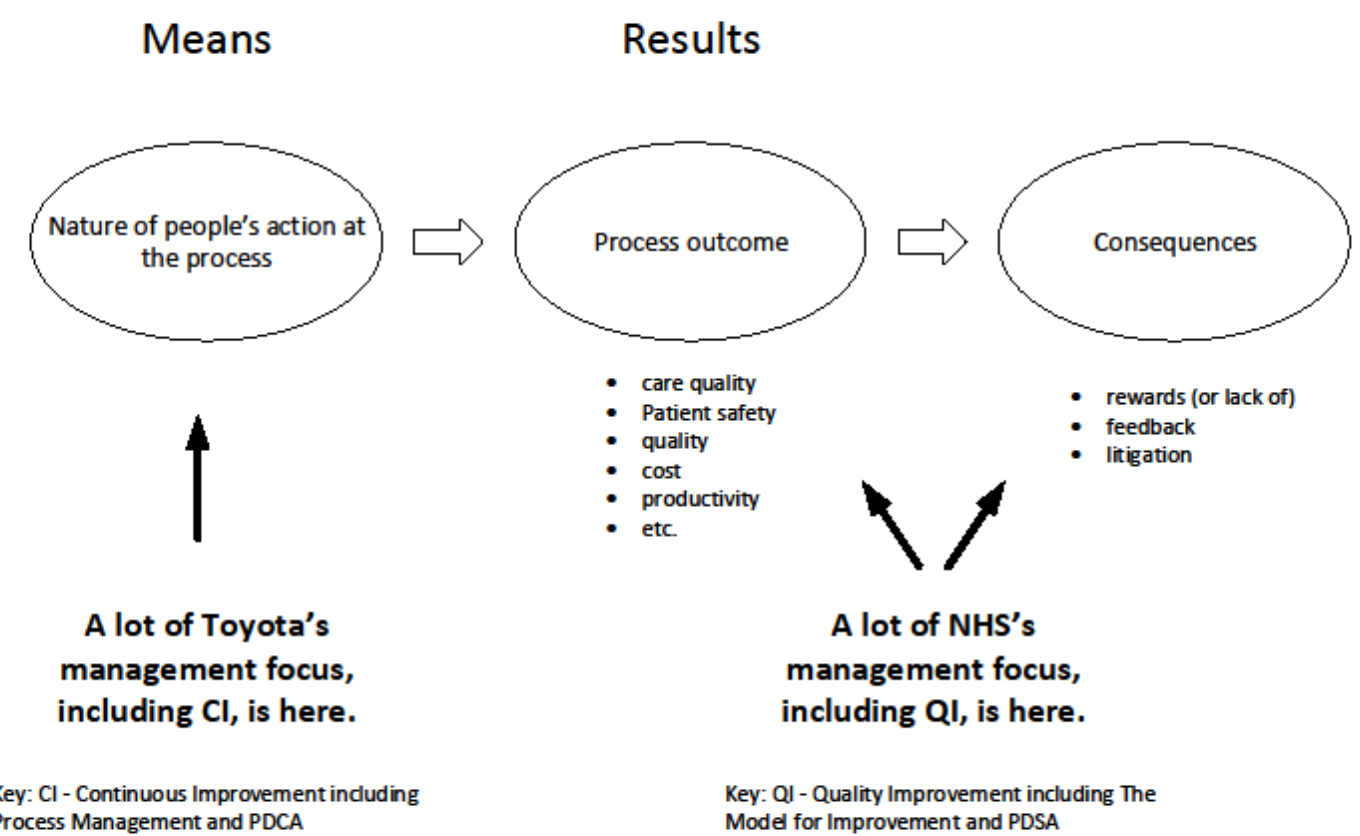 Means
Results
Nature of people's action at
the process
Process outcome
Consequences
• care quality
• Patient safety
• quality
• cost
• productivity
• etc.
• rewards (or lack of)
• feedback
• litigation
A lot of Toyota's
management focus,
including CI, is here.
A lot of NHS's
management focus,
including QI, is here.
Key: CI - Continuous Improvement including
Process Management and PDCA
Key: QI - Quality Improvement including The
Model for Improvement and PDSA